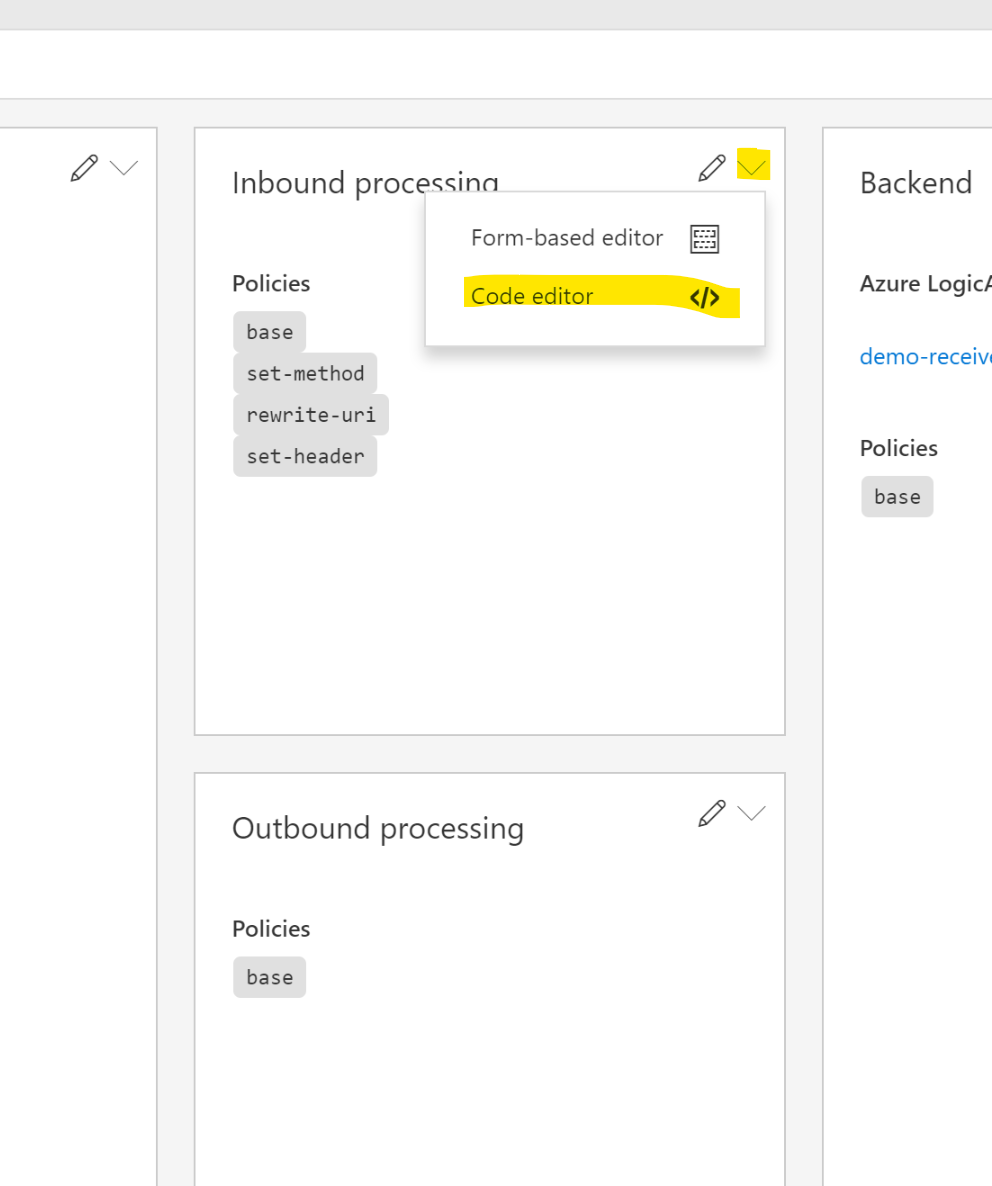 Inbound processing
Form-based editor
Code editor </>
Policies
base
set-method
rewrite-uri
set-header
Outbound processing
Policies
base
Backend
Azure LogicA
demo-receive
Policies
base